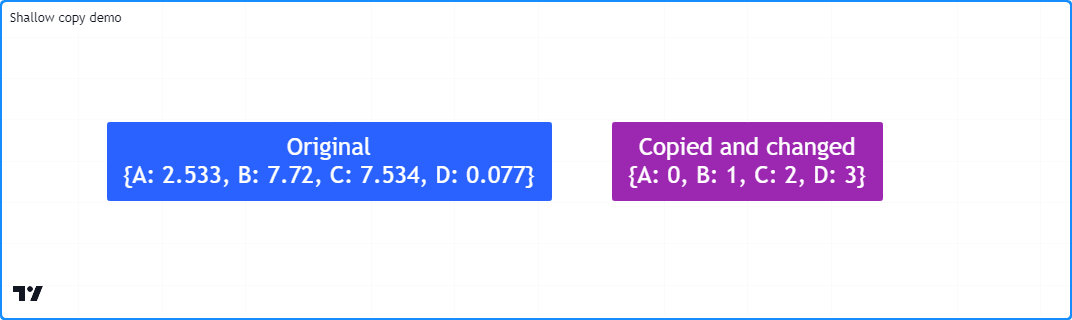 Shallow copy demo
Original
{A: 2.533, B: 7.72, C: 7.534, D: 0.077}
Copied and changed
{A: 0, B: 1, C: 2, D: 3}